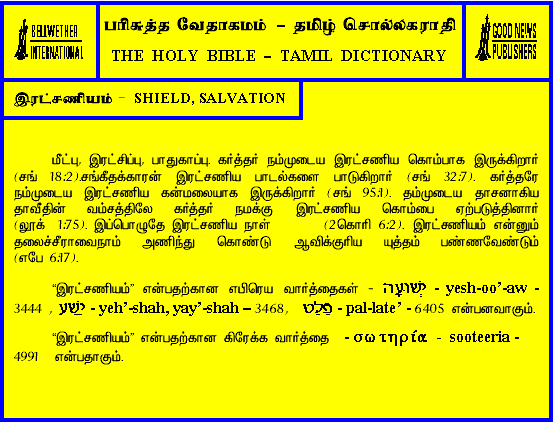 BELLWETHER
INTERNATIONAL
பரிசுத்த வேதாகமம் – தமிழ் சொல்லகராதி
THE HOLY BIBLE – TAMIL DICTIONARY
GOOD NEWS
PUBLISHERS
இரட்சணியம் – SHIELD, SALVATION
மீட்பு, இரட்சிப்பு, பாதுகாப்பு. கர்த்தர் நம்முடைய இரட்சணிய கொம்பாக இருக்கிறார்
(சங் 18:2).சங்கீதக்காரன் இரட்சணிய பாடல்களை பாடுகிறார் (சங் 32:7). கர்த்தரே
நம்முடைய இரட்சணிய கன்மலையாக இருக்கிறார் (சங் 95:1). தம்முடைய தாசனாகிய
தாவீதின் வம்சத்திலே கர்த்தர் நமக்கு இரட்சணிய கொம்பை ஏற்படுத்தினார்
(லூக் 1:75). இப்பொழுதே இரட்சணிய நாள் (2கொரி 6:2). இரட்சணியம் என்னும்
தலைச்சீராவைநாம் அணிந்து கொண்டு ஆவிக்குரிய யுத்தம் பண்ணவேண்டும்
(எபே 6:17).
“இரட்சணியம்” என்பதற்கான எபிரெய வார்த்தைகள் - יְשׁוּעָה - yesh-oo’-aw -
3444 , יֵשַׁע - yeh’-shah, yay’-shah – 3468, פַּלֵּט - pal-late’ - 6405 என்பனவாகும்.
“இரட்சணியம்” என்பதற்கான கிரேக்க வார்த்தை - σωτηρία - sooteeria -
4991 என்பதாகும்.